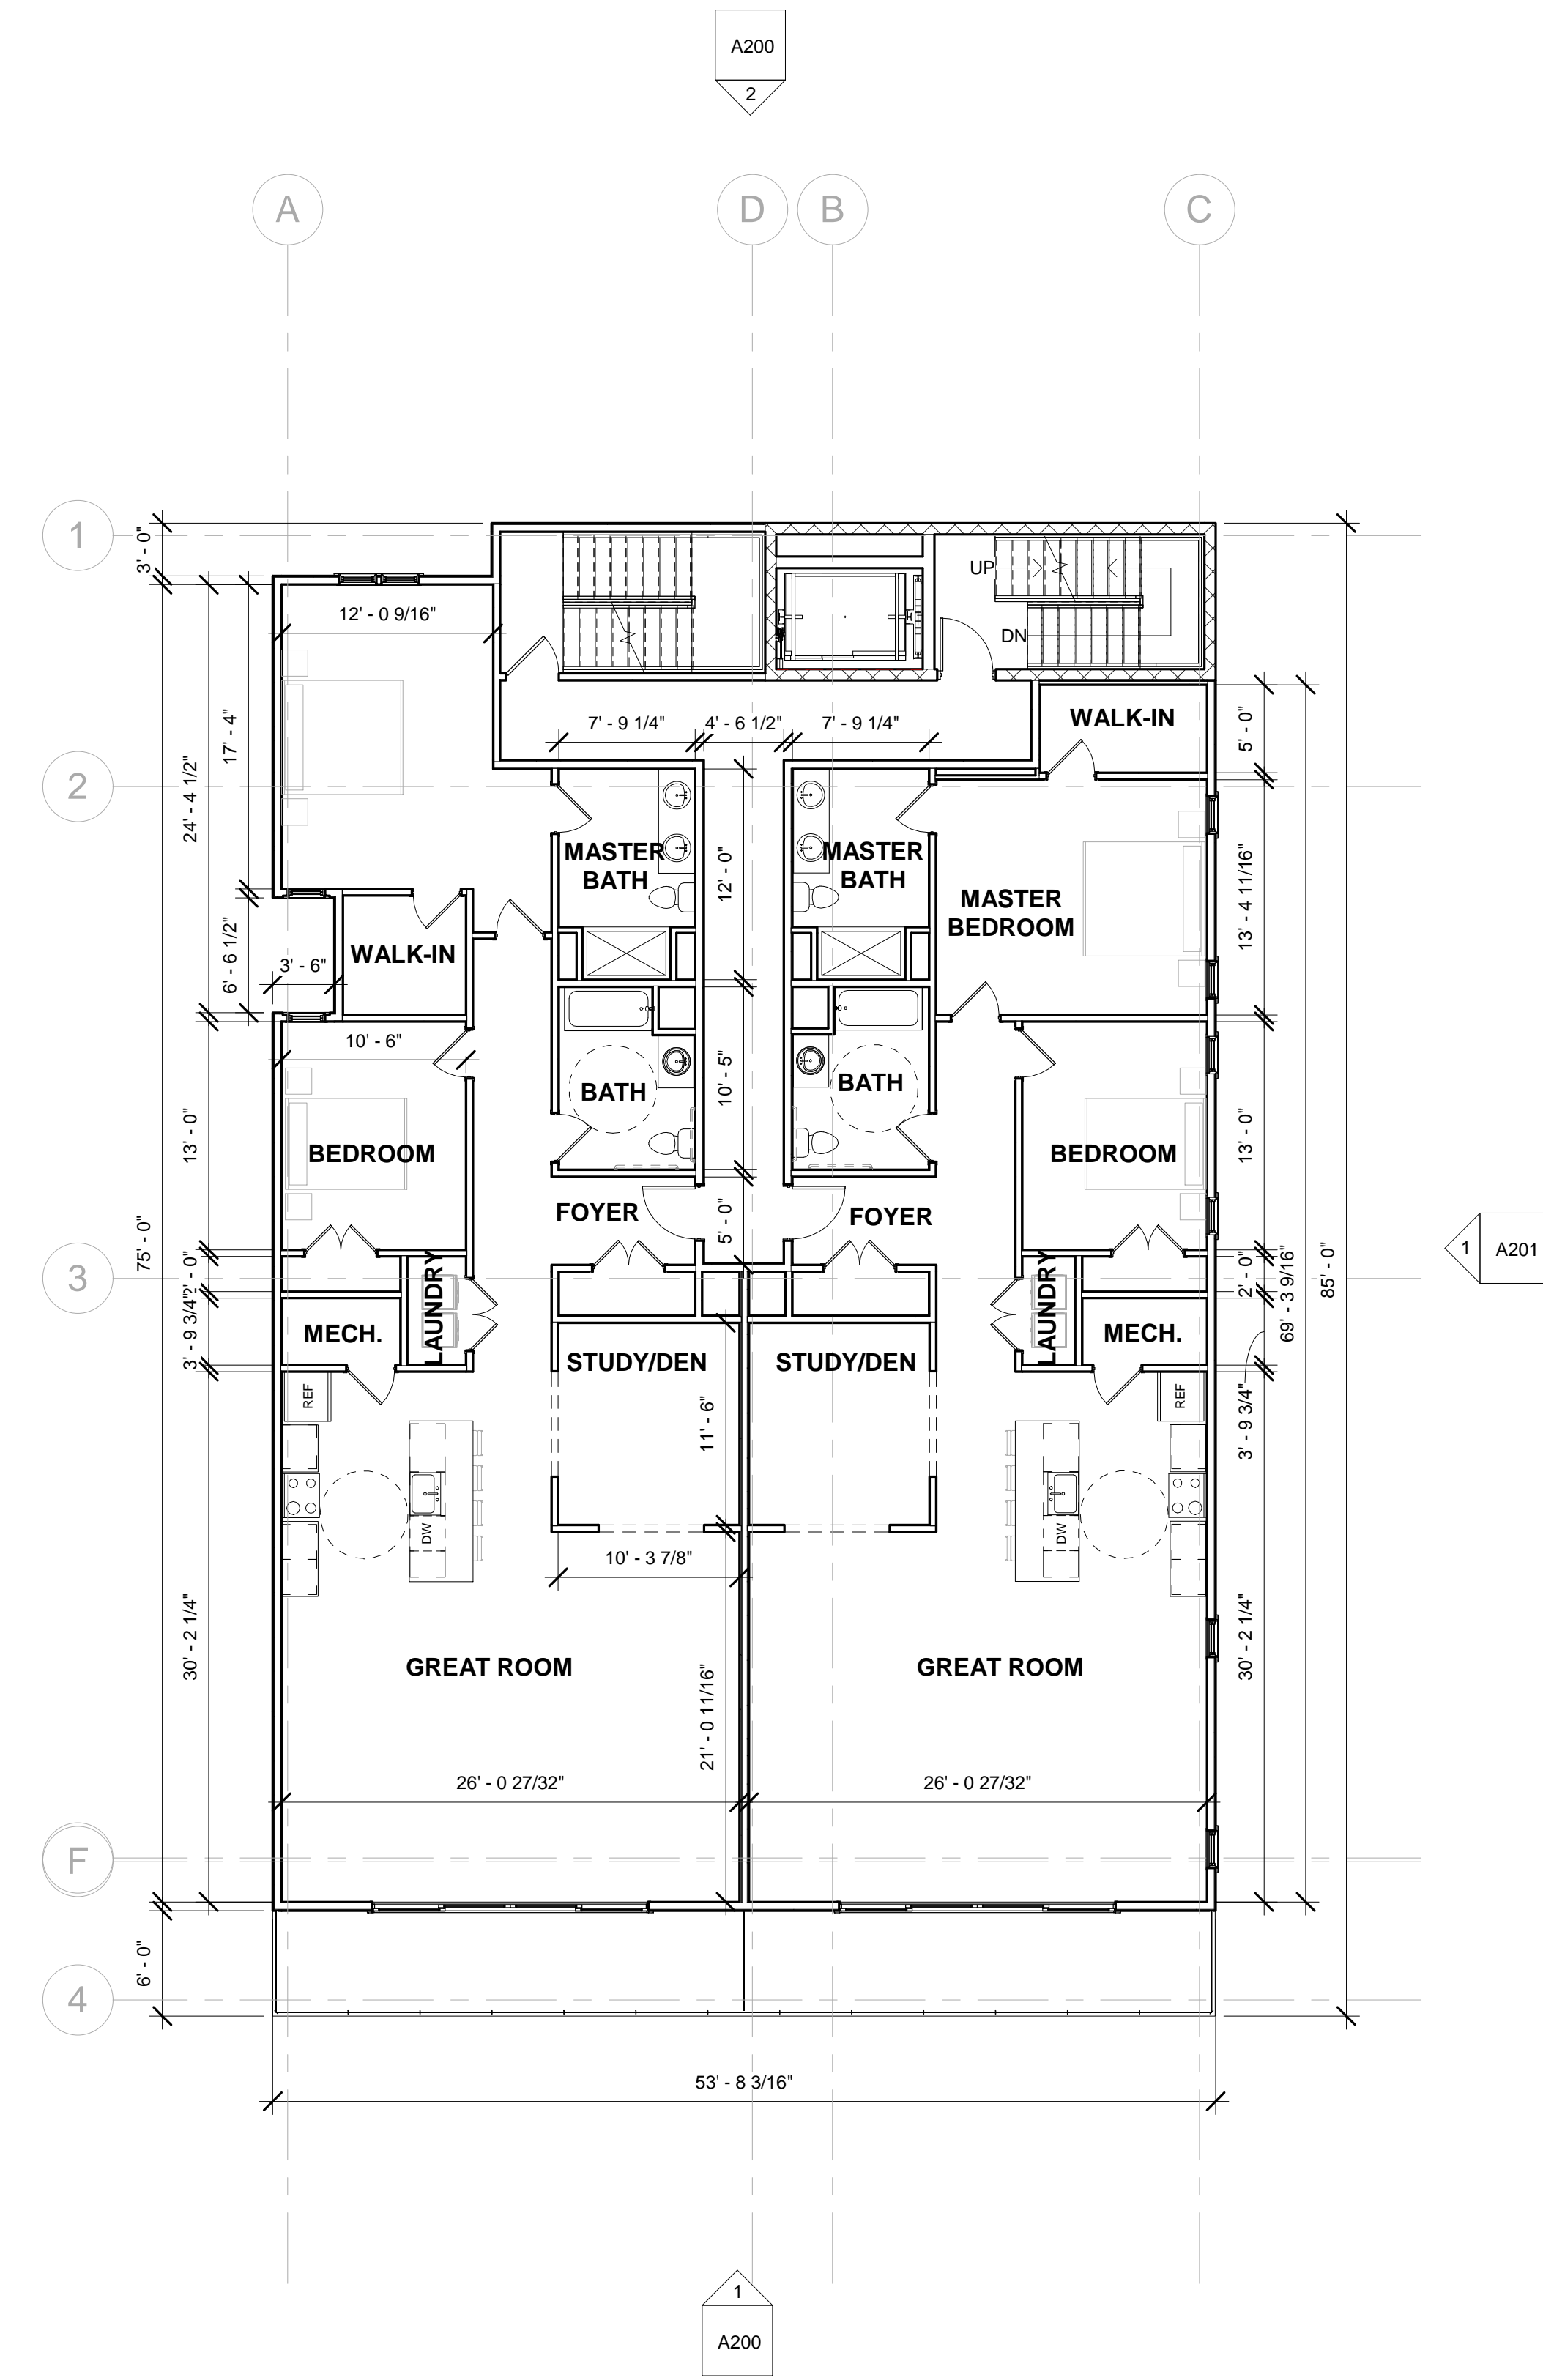 A200
2
A
D
B
C
1
3' - 0"
UP
DN
12' - 0 9/16"
7' - 9 1/4"
4' - 6 1/2"
7' - 9 1/4"
WALK-IN
5' - 0"
17' - 4"
24' - 4 1/2"
2
MASTER
BATH
12' - 0"
MASTER
BATH
MASTER
BEDROOM
13' - 4 11/16"
WALK-IN
3' - 6"
6' - 6 1/2"
10' - 6"
BATH
10' - 5"
BATH
13' - 0"
BEDROOM
BEDROOM
13' - 0"
FOYER
5' - 0"
FOYER
75' - 0"
1
A201
3
2' - 0"
LAUNDRY
LAUNDRY
2' - 0"
69' - 3 9/16"
85' - 0"
3' - 9 3/4"
MECH.
MECH.
STUDY/DEN
STUDY/DEN
REF
REF
11' - 6"
3' - 9 3/4"
DW
DW
10' - 3 7/8"
30' - 2 1/4"
30' - 2 1/4"
GREAT ROOM
GREAT ROOM
21' - 0 11/16"
26' - 0 27/32"
26' - 0 27/32"
F
6' - 0"
4
53' - 8 3/16"
1
A200